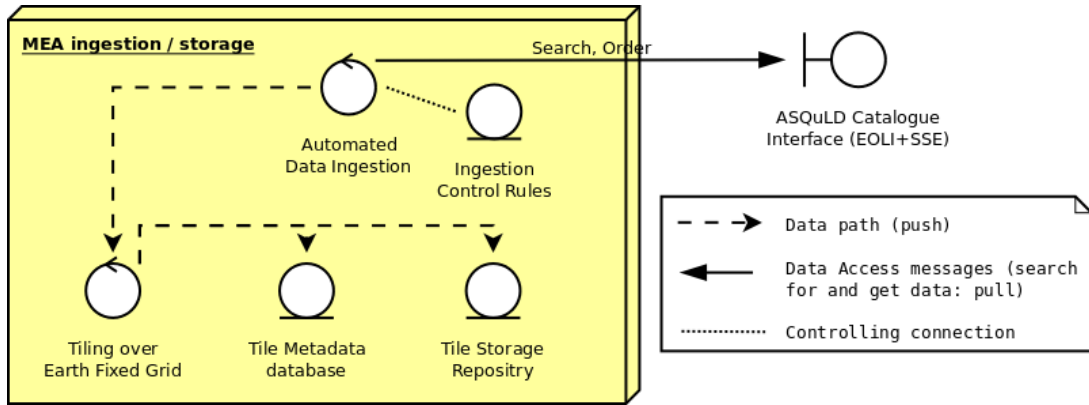 MEA ingestion / storage
Search, Order
Automated
Data Ingestion
Ingestion
Control Rules
ASQuLD Catalogue
Interface (EOLI+SSE)
Tiling over
Earth Fixed Grid
Tile Metadata
database
Tile Storage
Repositry
Data path (push)
Data Access messages (search
for and get data: pull)
Controlling connection